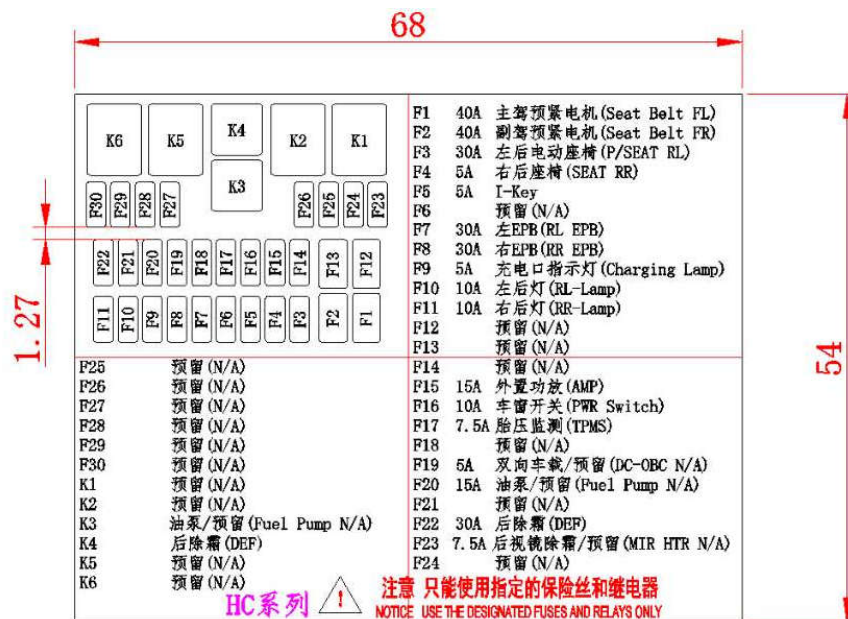 68
K6 K5 K4 K2 K1
K3
F30 F29 F28 F27 F26 F25 F24 F23
F22 F21 F20 F19 F18 F17 F16 F15 F14 F13 F12
F11 F10 F9 F8 F7 F6 F5 F4 F3 F2 F1
1.27
F1 40A 主驾预紧电机(Seat Belt FL)
F2 40A 副驾预紧电机(Seat Belt FR)
F3 30A 左后电动座椅(P/SEAT RL)
F4 5A 右后座椅(SEAT RR)
F5 5A I-Key
F6 预留(N/A)
F7 30A 左EPB(RL EPB)
F8 30A 右EPB(RR EPB)
F9 5A 充电口指示灯(Charging Lamp)
F10 10A 左后灯(RL-Lamp)
F11 10A 右后灯(RR-Lamp)
F12 预留(N/A)
F13 预留(N/A)
F14 预留(N/A)
F15 15A 外置功放(AMP)
F16 10A 车窗开关(PWR Switch)
F17 7.5A 胎压监测(TPMS)
F18 预留(N/A)
F19 5A 双向车载/预留(DC-OBC N/A)
F20 15A 油泵/预留(Fuel Pump N/A)
F21 预留(N/A)
F22 30A 后除霜(DEF)
F23 7.5A 后视镜除霜/预留(MIR HTR N/A)
F24 预留(N/A)
F25 预留(N/A)
F26 预留(N/A)
F27 预留(N/A)
F28 预留(N/A)
F29 预留(N/A)
F30 预留(N/A)
K1 预留(N/A)
K2 预留(N/A)
K3 油泵/预留(Fuel Pump N/A)
K4 后除霜(DEF)
K5 预留(N/A)
K6 预留(N/A)
54
HC系列 ! 注意 只能使用指定的保险丝和继电器
NOTICE USE THE DESIGNATED FUSES AND RELAYS ONLY